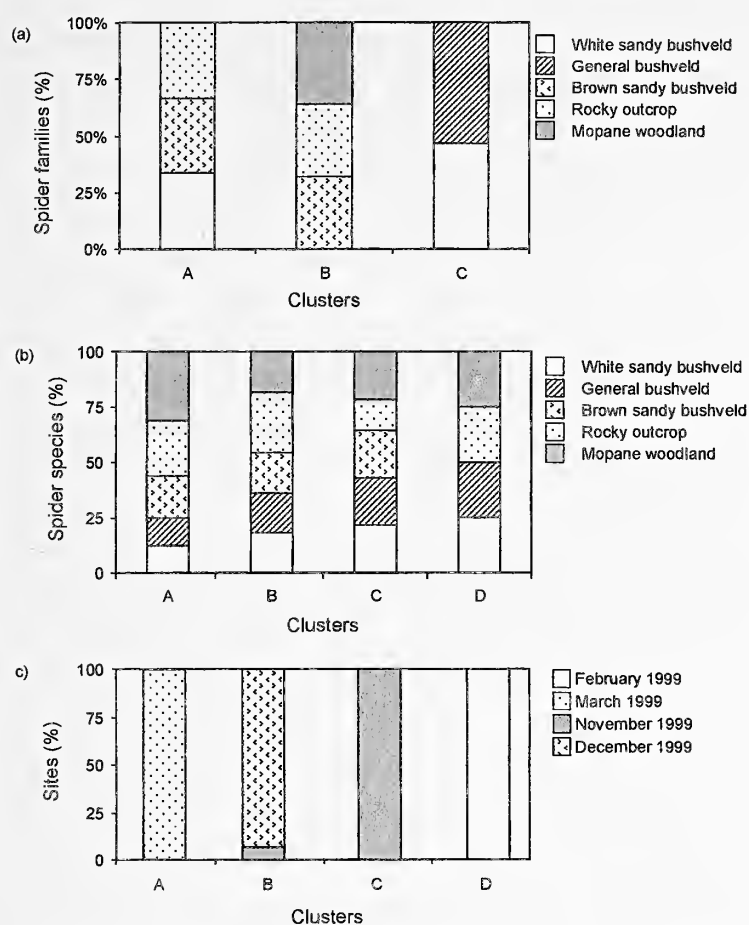 (a)
100%
75%
50%
25%
0%
Spider families (%)
A B C
Clusters
White sandy bushveld
General bushveld
Brown sandy bushveld
Rocky outcrop
Mopane woodland
(b)
100
75
50
25
0
Spider species (%)
A B C D
Clusters
White sandy bushveld
General bushveld
Brown sandy bushveld
Rocky outcrop
Mopane woodland
c)
100
75
50
25
0
Sites (%)
A B C D
Clusters
February 1999
March 1999
November 1999
December 1999